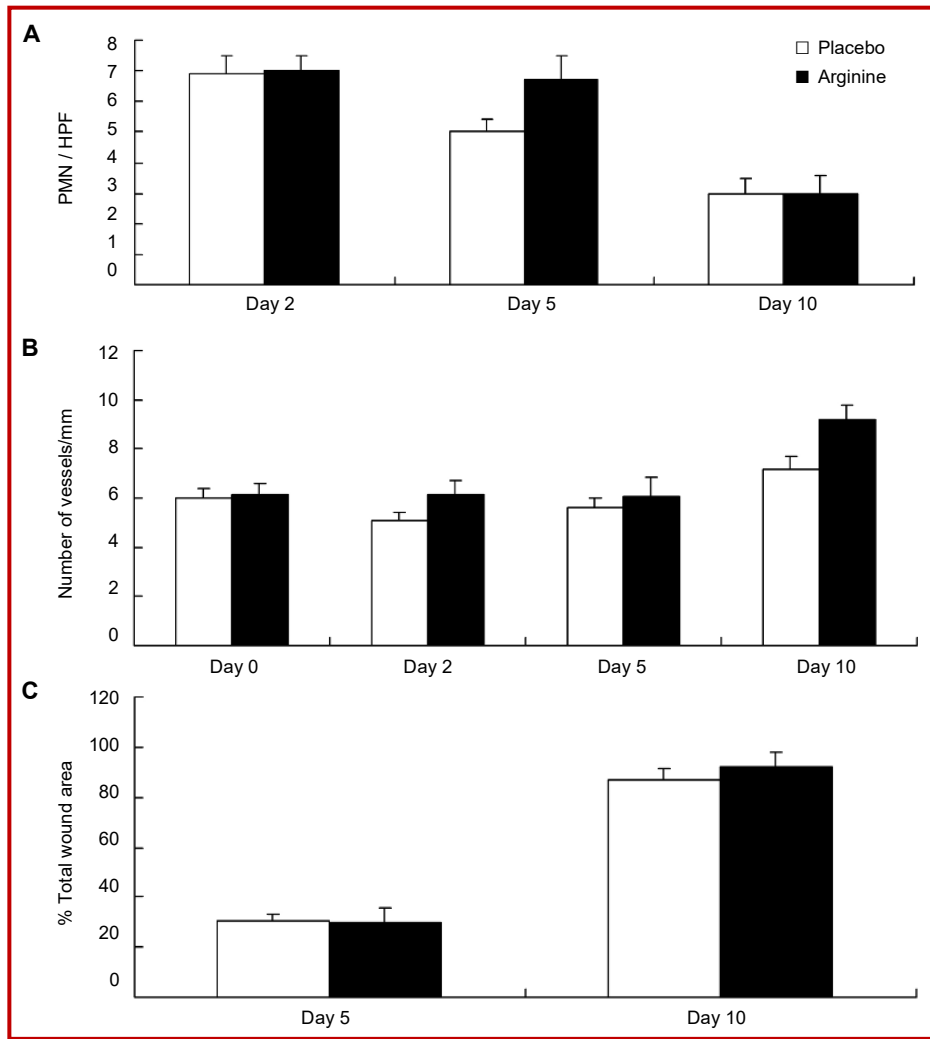 A
8
7
6
5
4
3
2
1
0
PMN / HPF
Placebo
Arginine
Day 2 Day 5 Day 10
B
12
10
8
6
4
2
0
Number of vessels/mm
Day 0 Day 2 Day 5 Day 10
C
120
100
80
60
40
20
0
% Total wound area
Day 5 Day 10